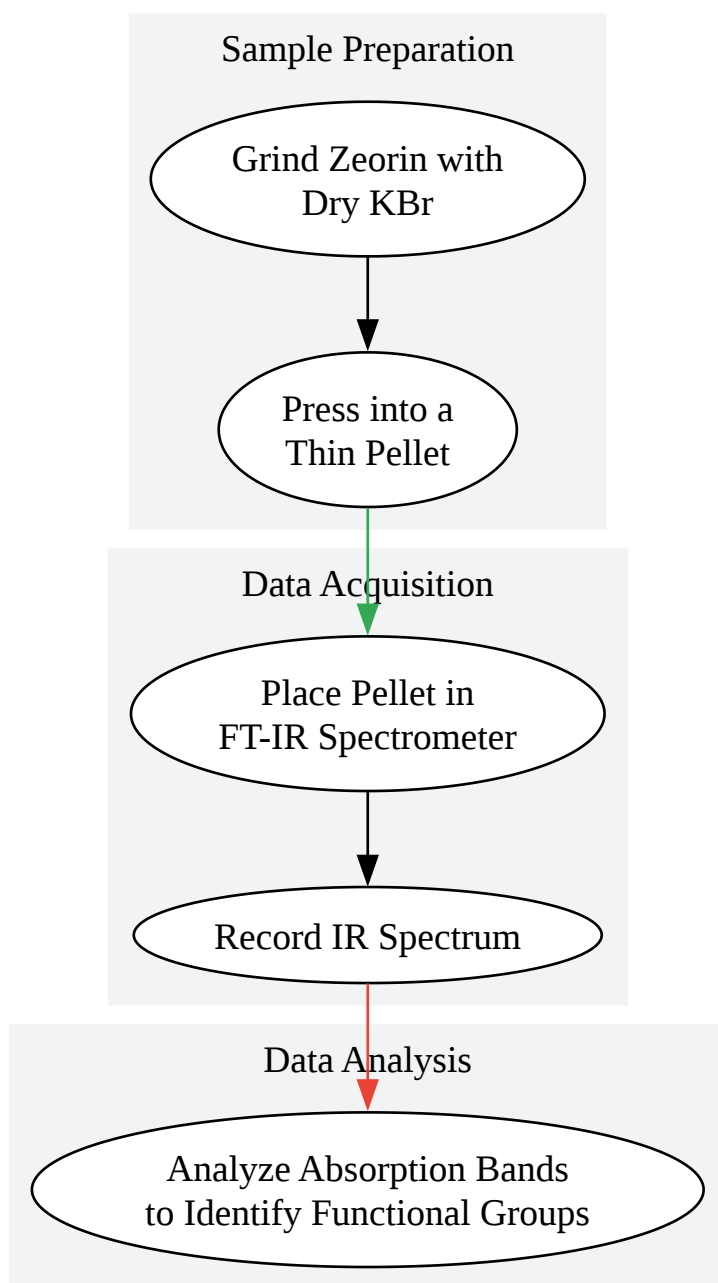 Sample Preparation
Grind Zeorin with
Dry KBr
Press into a
Thin Pellet
Data Acquisition
Place Pellet in
FT-IR Spectrometer
Record IR Spectrum
Data Analysis
Analyze Absorption Bands
to Identify Functional Groups